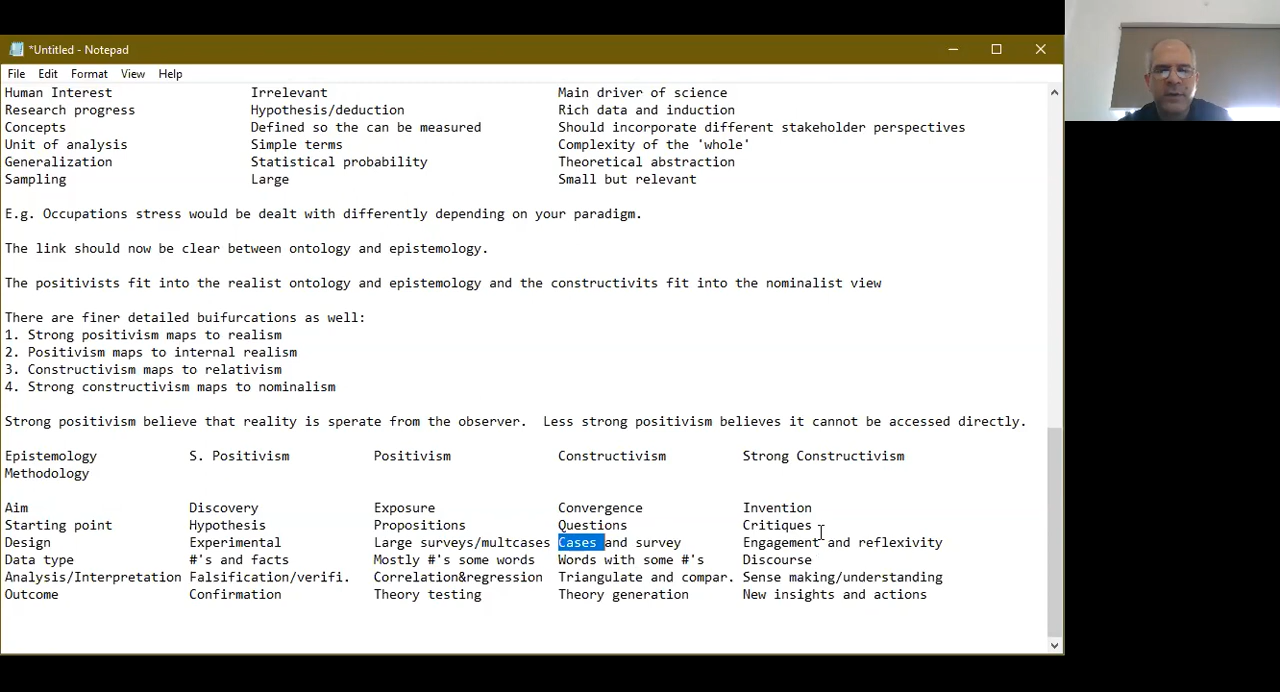 *Untitled - Notepad
File Edit Format View Help
Human Interest Irrelevant Main driver of science
Research progress Hypothesis/deduction Rich data and induction
Concepts Defined so the can be measured Should incorporate different stakeholder perspectives
Unit of analysis Simple terms Complexity of the 'whole'
Generalization Statistical probability Theoretical abstraction
Sampling Large Small but relevant
E.g. Occupations stress would be dealt with differently depending on your paradigm.
The link should now be clear between ontology and epistemology.
The positivists fit into the realist ontology and epistemology and the constructivits fit into the nominalist view
There are finer detailed buifurcations as well:
1. Strong positivism maps to realism
2. Positivism maps to internal realism
3. Constructivism maps to relativism
4. Strong constructivism maps to nominalism
Strong positivism believe that reality is sperate from the observer.  Less strong positivism believes it cannot be accessed directly.
Epistemology S. Positivism Positivism Constructivism Strong Constructivism
Methodology
Aim Discovery Exposure Convergence Invention
Starting point Hypothesis Propositions Questions Critiques
Design Experimental Large surveys/multcases Cases and survey Engagement and reflexivity
Data type #'s and facts Mostly #'s some words Words with some #'s Discourse
Analysis/Interpretation Falsification/verifi. Correlation&regression Triangulate and compar. Sense making/understanding
Outcome Confirmation Theory testing Theory generation New insights and actions